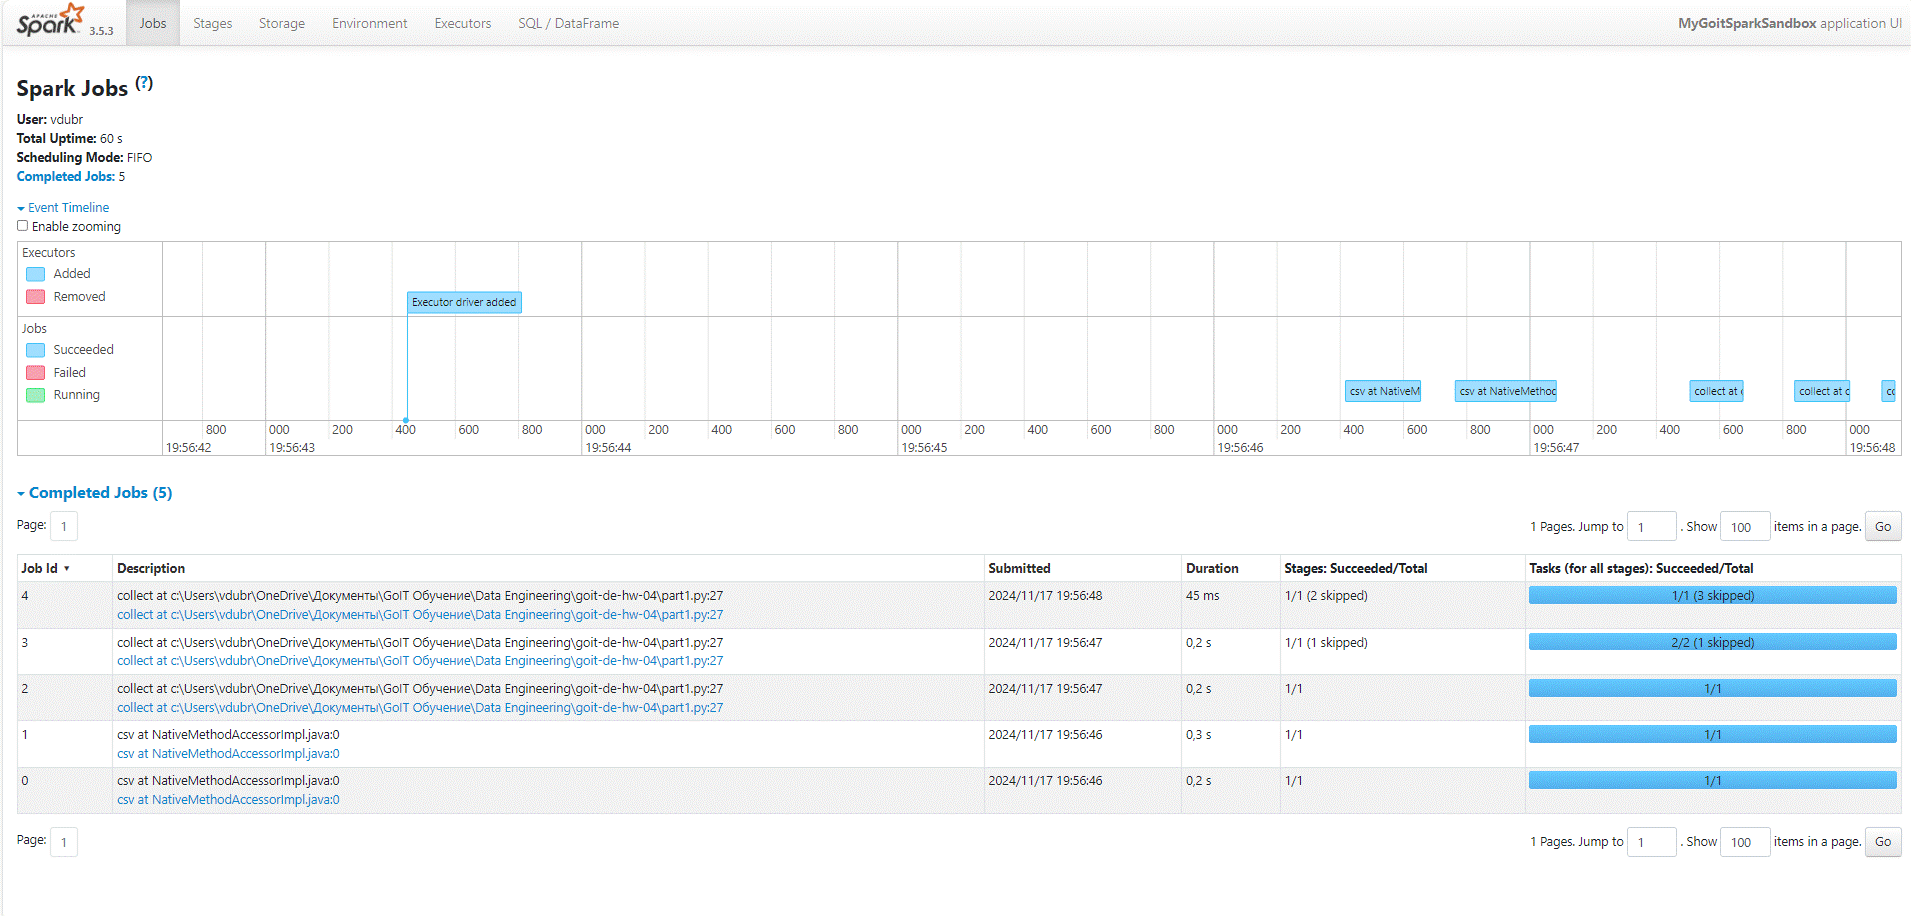 APACHE
Spark 3.5.3 Jobs Stages Storage Environment Executors SQL / DataFrame MyGoitSparkSandbox application UI
Spark Jobs (?)
User: vdubr
Total Uptime: 60 s
Scheduling Mode: FIFO
Completed Jobs: 5
Event Timeline
Enable zooming
Executors
Added
Removed
Executor driver added
Jobs
Succeeded
Failed
Running
csv at NativeM csv at NativeMethod collect at collect at c co
800 000 200 400 600 800 000 200 400 600 800 000 200 400 600 800 000 200 400 600 800 000 200 400 600 800 000
19:56:42 19:56:43 19:56:44 19:56:45 19:56:46 19:56:47 19:56:48
Completed Jobs (5)
Page: 1 1 Pages. Jump to 1 . Show 100 items in a page. Go
Job Id ▾ Description Submitted Duration Stages: Succeeded/Total Tasks (for all stages): Succeeded/Total
4 collect at c:\Users\vdubr\OneDrive\Документы\GoIT Обучение\Data Engineering\goit-de-hw-04\part1.py:27 2024/11/17 19:56:48 45 ms 1/1 (2 skipped) 1/1 (3 skipped)
collect at c:\Users\vdubr\OneDrive\Документы\GoIT Обучение\Data Engineering\goit-de-hw-04\part1.py:27
3 collect at c:\Users\vdubr\OneDrive\Документы\GoIT Обучение\Data Engineering\goit-de-hw-04\part1.py:27 2024/11/17 19:56:47 0,2 s 1/1 (1 skipped) 2/2 (1 skipped)
collect at c:\Users\vdubr\OneDrive\Документы\GoIT Обучение\Data Engineering\goit-de-hw-04\part1.py:27
2 collect at c:\Users\vdubr\OneDrive\Документы\GoIT Обучение\Data Engineering\goit-de-hw-04\part1.py:27 2024/11/17 19:56:47 0,2 s 1/1 1/1
collect at c:\Users\vdubr\OneDrive\Документы\GoIT Обучение\Data Engineering\goit-de-hw-04\part1.py:27
1 csv at NativeMethodAccessorImpl.java:0 2024/11/17 19:56:46 0,3 s 1/1 1/1
csv at NativeMethodAccessorImpl.java:0
0 csv at NativeMethodAccessorImpl.java:0 2024/11/17 19:56:46 0,2 s 1/1 1/1
csv at NativeMethodAccessorImpl.java:0
Page: 1 1 Pages. Jump to 1 . Show 100 items in a page. Go